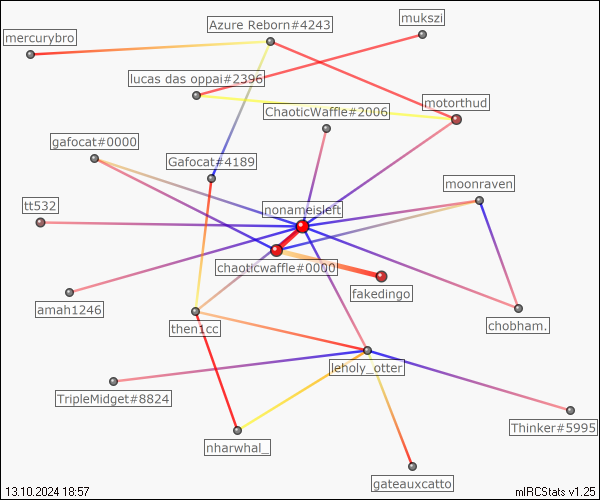 Azure Reborn#4243
mukszi
mercurybro
lucas das oppai#2396
motorthud
ChaoticWaffle#2006
gafocat#0000
Gafocat#4189
moonraven
tt532
nonameisleft
chaoticwaffle#0000
fakedingo
amah1246
then1cc
chobham.
leholy_otter
TripleMidget#8824
Thinker#5995
nharwhal_
gateauxcatto
13.10.2024 18:57
mIRCStats v1.25